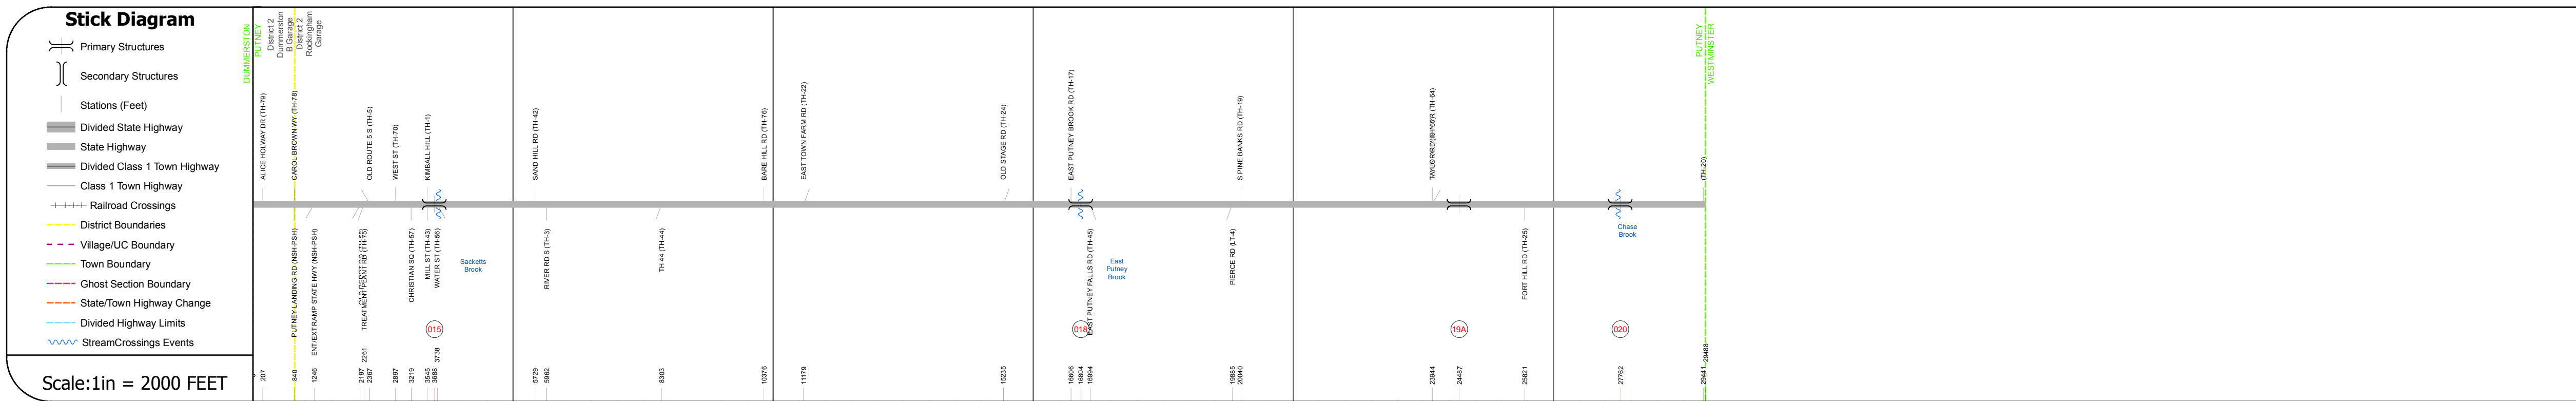 Stick Diagram
Primary Structures
Secondary Structures
Stations (Feet)
Divided State Highway
State Highway
Divided Class 1 Town Highway
Class 1 Town Highway
Railroad Crossings
District Boundaries
Village/UC Boundary
Town Boundary
Ghost Section Boundary
State/Town Highway Change
Divided Highway Limits
StreamCrossings Events
Scale:1in = 2000 FEET
DUMMERSTON
PUTNEY
District 2
Dummerston
B Garage
District 2
Rockingham
Garage
PUTNEY
WESTMINSTER
ALICE HOLWAY DR (TH-79)
CAROL BROWN WY (TH-78)
OLD ROUTE 5 S (TH-5)
WEST ST (TH-70)
KIMBALL HILL (TH-1)
SAND HILL RD (TH-42)
BARE HILL RD (TH-76)
EAST TOWN FARM RD (TH-22)
OLD STAGE RD (TH-24)
EAST PUTNEY BROOK RD (TH-17)
S PINE BANKS RD (TH-19)
(TH-64)
(TH-20)
PUTNEY LANDING RD (NSH-PSH)
ENT/EXT RAMP STATE HWY (NSH-PSH)
TREATMENT PLANT RD (TH-75)
CHRISTIAN SQ (TH-57)
MILL ST (TH-43)
WATER ST (TH-56)
Sacketts
Brook
RIVER RD S (TH-3)
TH 44 (TH-44)
EAST PUTNEY FALLS RD (TH-45)
East
Putney
Brook
PIERCE RD (LT-4)
FORT HILL RD (TH-25)
Chase
Brook
015
018
19A
020
0
207
840
1246
2197
2261
2367
2897
3219
3545
3688
3738
5729
5962
8303
10376
11179
15235
16606
16804
16994
19885
20040
23944
24487
25821
27762
29441
29488